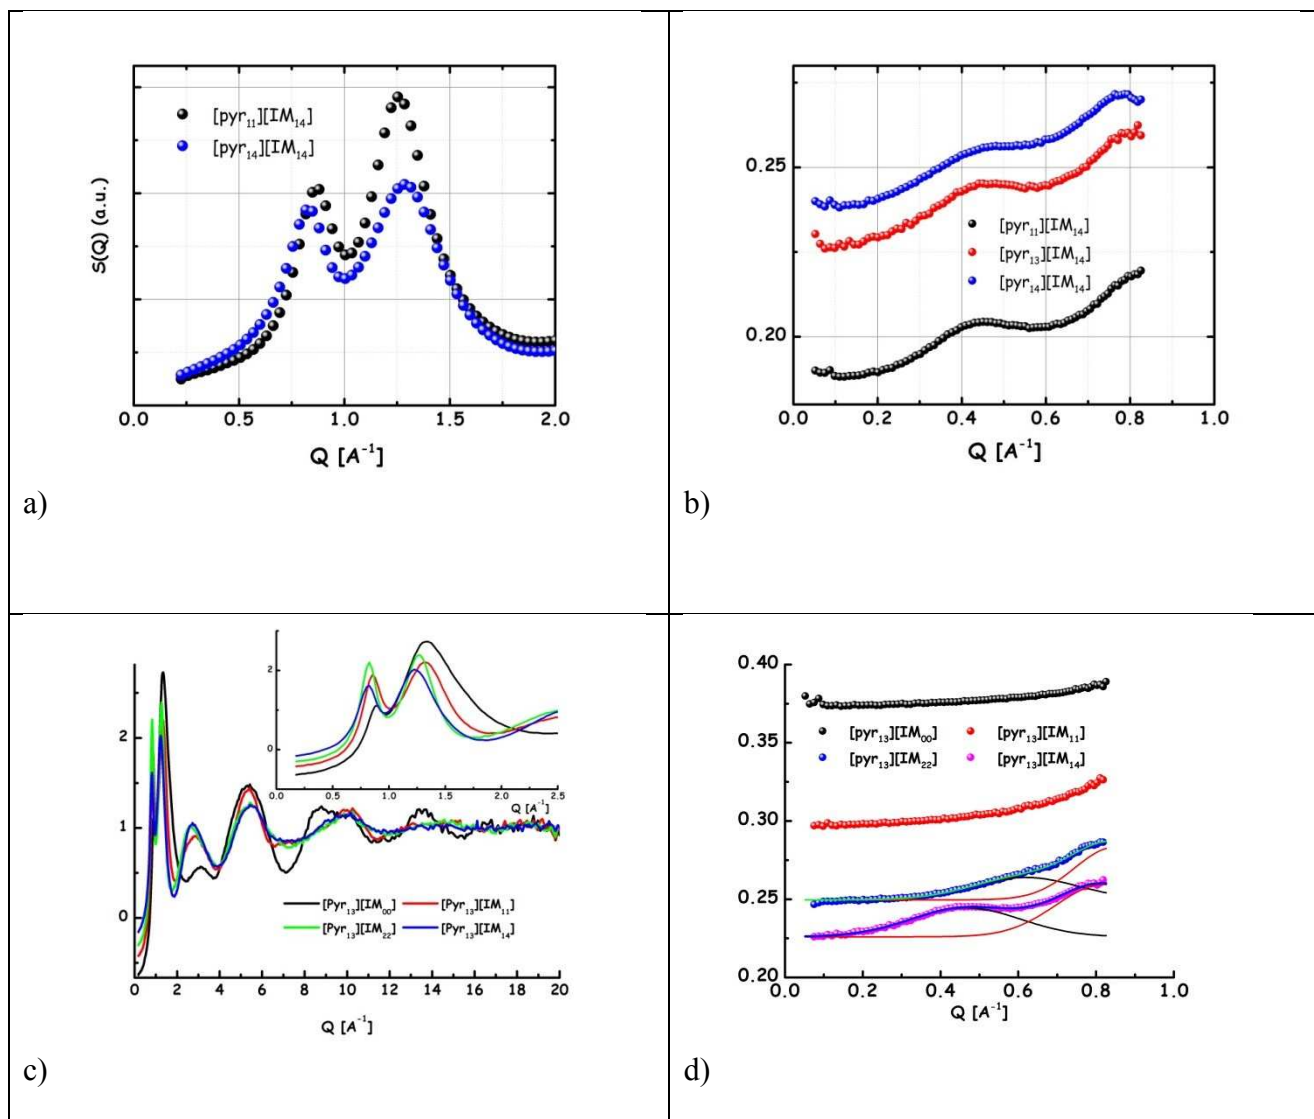 S(Q) (a.u.)
[pyr₁₁][IM₁₄]
[pyr₁₄][IM₁₄]
0.0 0.5 1.0 1.5 2.0
Q [A⁻¹]
a)
0.25
0.20
[pyr₁₁][IM₁₄]
[pyr₁₃][IM₁₄]
[pyr₁₄][IM₁₄]
0.0 0.2 0.4 0.6 0.8 1.0
Q [A⁻¹]
b)
2
1
0
2
0
0.0 0.5 1.0 1.5 2.0 2.5
Q [A⁻¹]
[Pyr₁₃][IM₀₀] [Pyr₁₃][IM₁₁]
[Pyr₁₃][IM₂₂] [Pyr₁₃][IM₁₄]
0 2 4 6 8 10 12 14 16 18 20
Q [A⁻¹]
c)
0.40
0.35
0.30
0.25
0.20
[pyr₁₃][IM₀₀] [pyr₁₃][IM₁₁]
[pyr₁₃][IM₂₂] [pyr₁₃][IM₁₄]
0.0 0.2 0.4 0.6 0.8 1.0
Q [A⁻¹]
d)